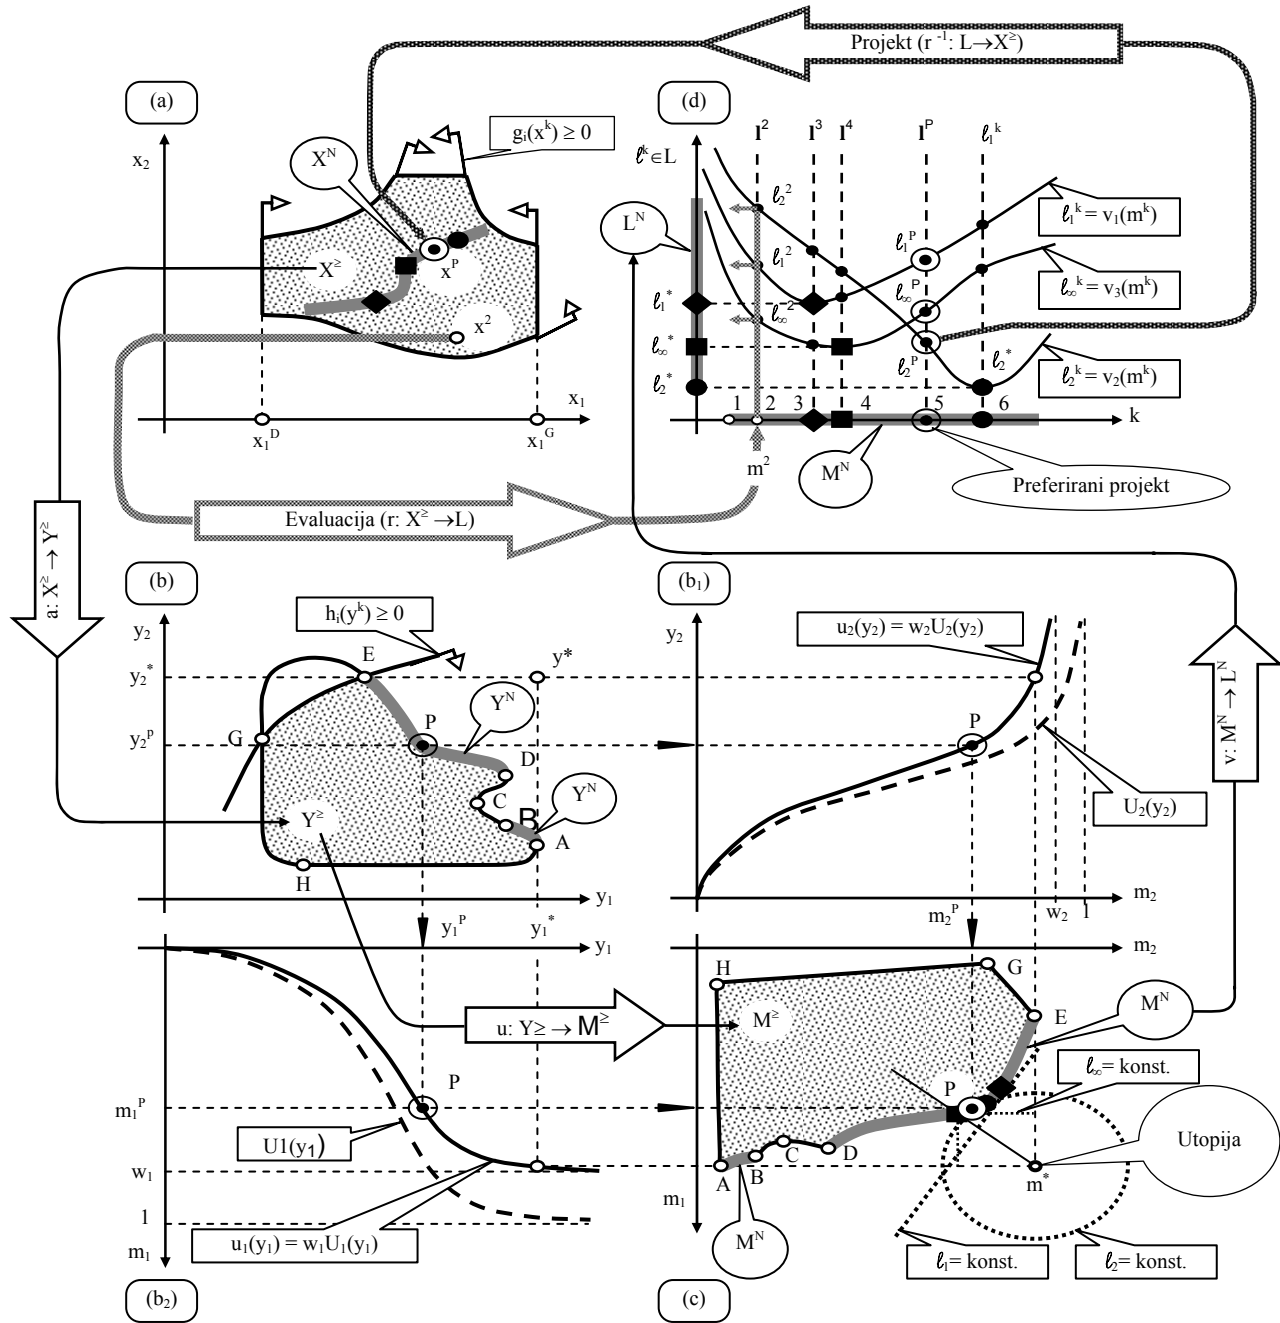 Projekt (r ⁻¹: L→X≥)
(a)
(d)
x₂
gᵢ(xᵏ) ≥ 0
Xᴺ
X≥
xᴾ
x²
x₁
x₁ᴰ
x₁ᴳ
ℓᵏ∈L
l²
l³
l⁴
lᴾ
ℓ₁ᵏ
Lᴺ
ℓ₂²
ℓ₁²
ℓ∞²
ℓ₁ᴾ
ℓ∞ᴾ
ℓ₂ᴾ
ℓ₂*
ℓ₁*
ℓ∞*
ℓ₂*
ℓ₁ᵏ = v₁(mᵏ)
ℓ∞ᵏ = v₃(mᵏ)
ℓ₂ᵏ = v₂(mᵏ)
1 2 3 4 5 6
k
m²
Mᴺ
Preferirani projekt
Evaluacija (r: X≥ →L)
a: X≥ → Y≥
(b)
(b₁)
hᵢ(yᵏ) ≥ 0
y₂
y₂*
E
y*
Yᴺ
G
y₂ᴾ
P
D
C
B
Yᴺ
A
Y≥
H
y₁
y₁ᴾ
y₁*
y₂
u₂(y₂) = w₂U₂(y₂)
P
U₂(y₂)
m₂ᴾ
w₂
1
m₂
v: Mᴺ → Lᴺ
y₁
m₂
u: Y≥ → M≥
P
m₁ᴾ
U1(y₁)
w₁
1
m₁
u₁(y₁) = w₁U₁(y₁)
(b₂)
H
G
Mᴺ
E
M≥
ℓ∞= konst.
P
Utopija
C
D
A
B
m*
m₁
Mᴺ
ℓ₁= konst.
ℓ₂= konst.
(c)